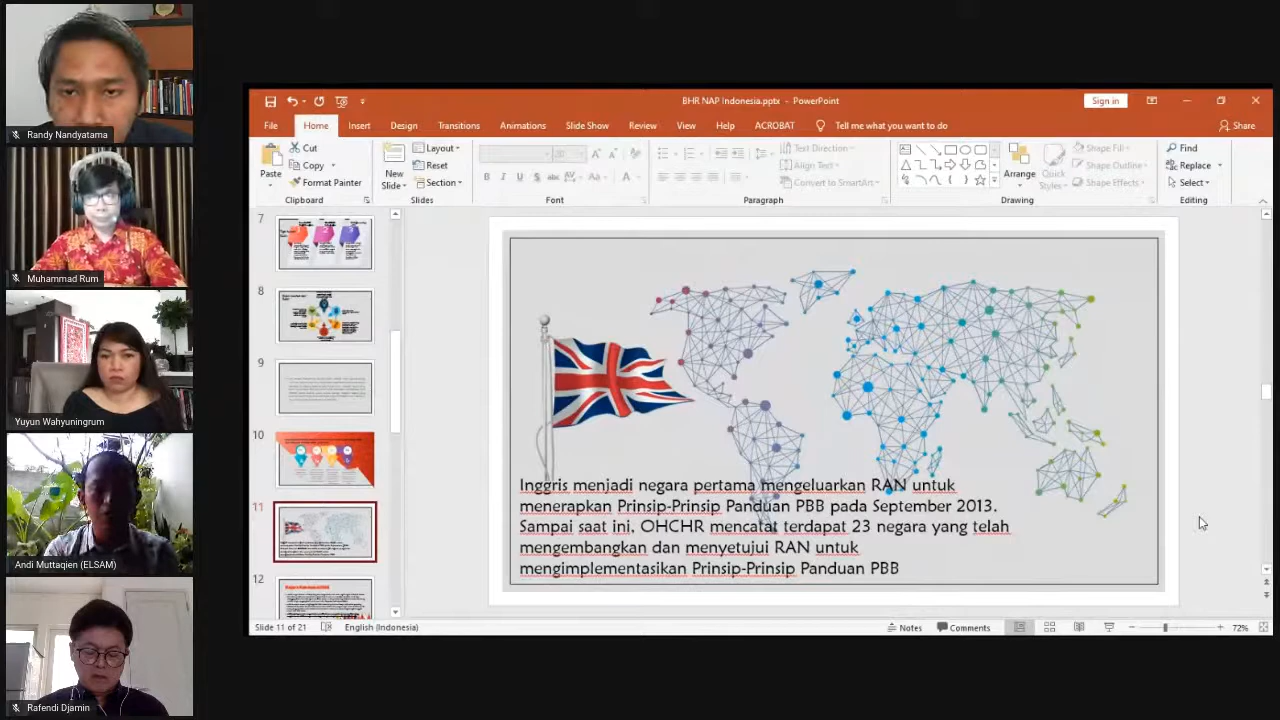 Randy Nandyatama
Muhammad Rum
Yuyun Wahyuningrum
Andi Muttaqien (ELSAM)
Rafendi Djamin
BHR NAP Indonesia.pptx - PowerPoint
Sign in
File Home Insert Design Transitions Animations Slide Show Review View Help ACROBAT Tell me what you want to do Share
Paste
Cut
Copy
Format Painter
Clipboard
New Slide
Layout
Reset
Section
Slides
B I U S abc AV Aa A
Font
Text Direction
Align Text
Convert to SmartArt
Paragraph
Arrange
Quick Styles
Shape Fill
Shape Outline
Shape Effects
Drawing
Find
Replace
Select
Editing
7
8
9
10
11
12
Inggris menjadi negara pertama mengeluarkan RAN untuk
menerapkan Prinsip-Prinsip Panduan PBB pada September 2013.
Sampai saat ini, OHCHR mencatat terdapat 23 negara yang telah
mengembangkan dan menyetujui RAN untuk
mengimplementasikan Prinsip-Prinsip Panduan PBB
Slide 11 of 21 English (Indonesia) Notes Comments 72%